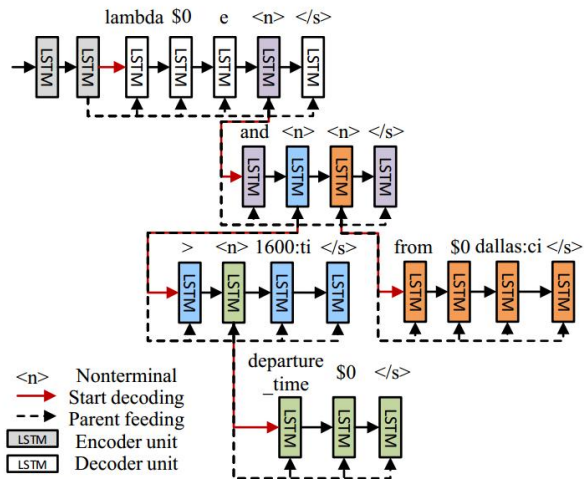 lambda $0 e <n> </s>
LSTM LSTM LSTM LSTM LSTM LSTM LSTM
and <n> <n> </s>
LSTM LSTM LSTM LSTM
> <n> 1600:ti </s>
LSTM LSTM LSTM LSTM
from $0 dallas:ci </s>
LSTM LSTM LSTM LSTM
departure
_time $0 </s>
LSTM LSTM LSTM
<n> Nonterminal
Start decoding
Parent feeding
LSTM Encoder unit
LSTM Decoder unit